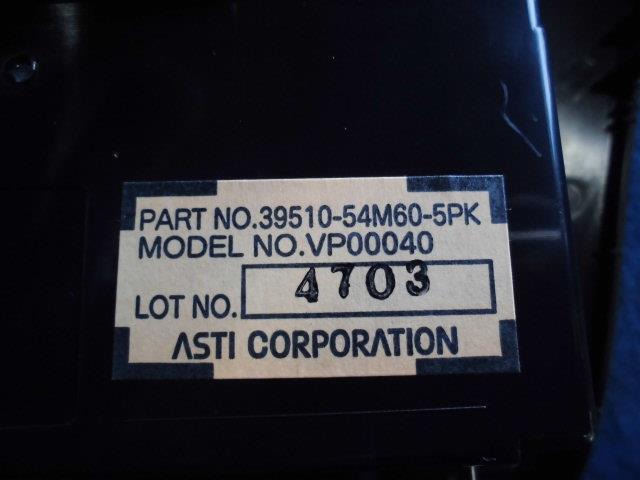 PART NO.39510-54M60-5PK
MODEL NO.VP00040
LOT NO. 4703
ASTI CORPORATION